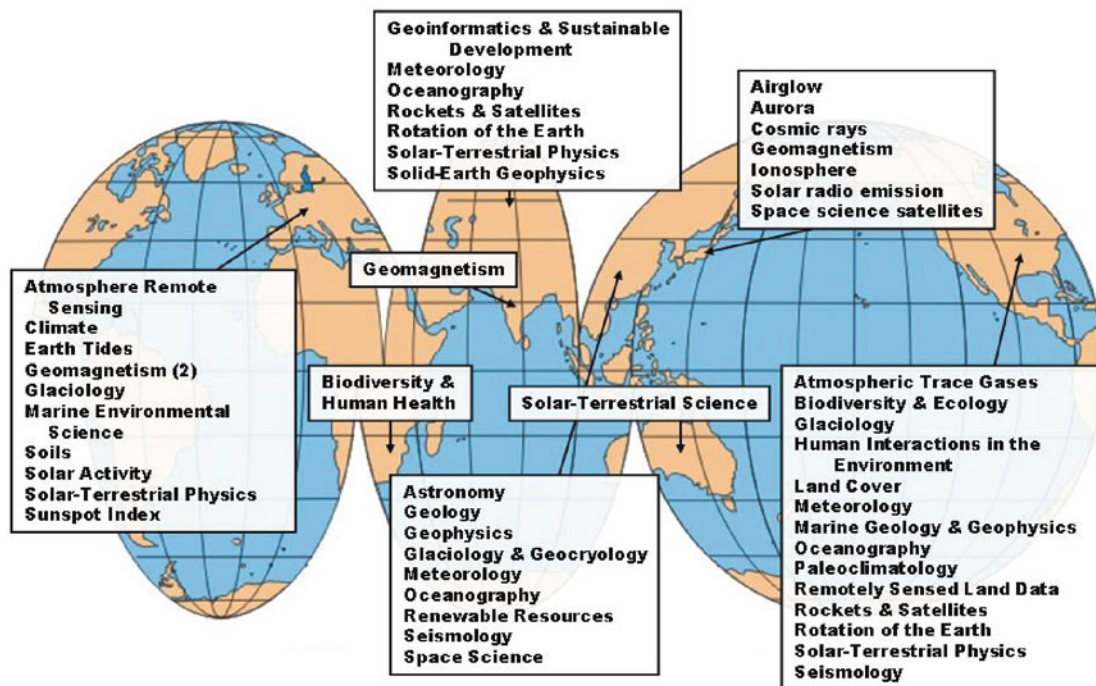 Geoinformatics & Sustainable
Development
Meteorology
Oceanography
Rockets & Satellites
Rotation of the Earth
Solar-Terrestrial Physics
Solid-Earth Geophysics
Airglow
Aurora
Cosmic rays
Geomagnetism
Ionosphere
Solar radio emission
Space science satellites
Geomagnetism
Atmosphere Remote
Sensing
Climate
Earth Tides
Geomagnetism (2)
Glaciology
Marine Environmental
Science
Soils
Solar Activity
Solar-Terrestrial Physics
Sunspot Index
Biodiversity &
Human Health
Solar-Terrestrial Science
Astronomy
Geology
Geophysics
Glaciology & Geocryology
Meteorology
Oceanography
Renewable Resources
Seismology
Space Science
Atmospheric Trace Gases
Biodiversity & Ecology
Glaciology
Human Interactions in the
Environment
Land Cover
Meteorology
Marine Geology & Geophysics
Oceanography
Paleoclimatology
Remotely Sensed Land Data
Rockets & Satellites
Rotation of the Earth
Solar-Terrestrial Physics
Seismology